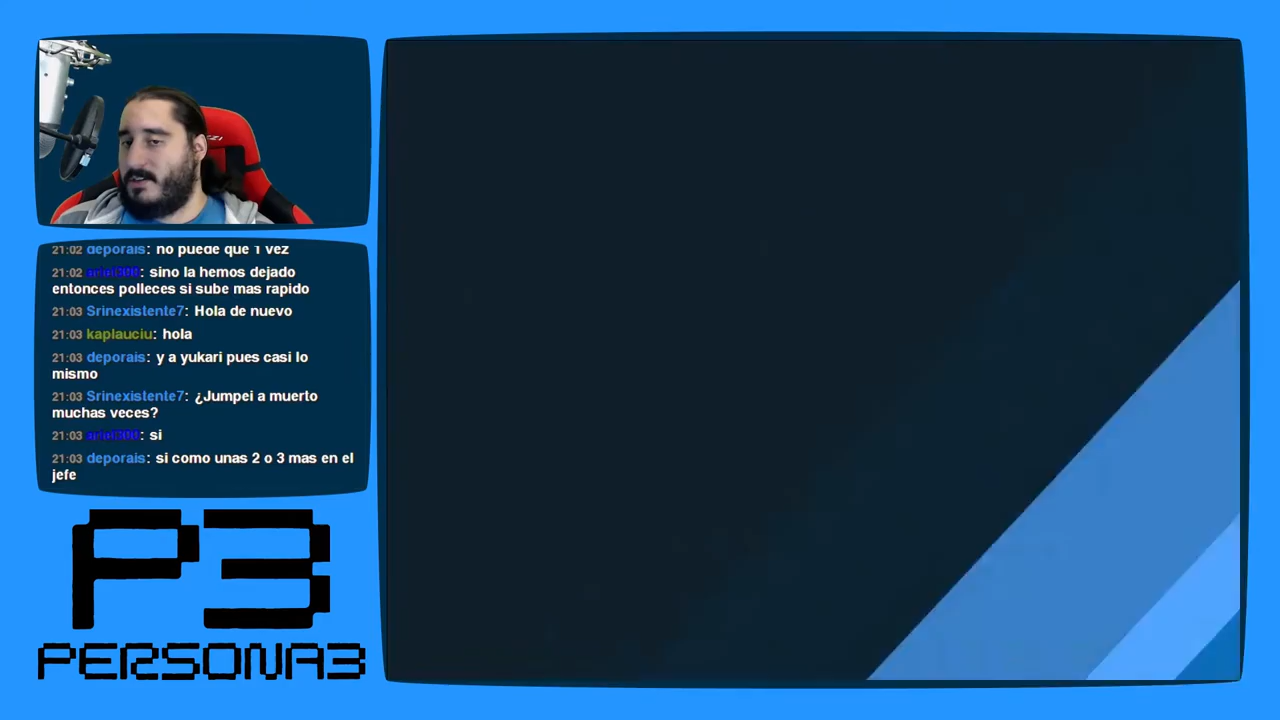 21:02 deporais: no puede que 1 vez
21:02 : sino la hemos dejado
entonces polleces si sube mas rapido
21:03 Srinexistente7: Hola de nuevo
21:03 kaplauciu: hola
21:03 deporais: y a yukari pues casi lo
mismo
21:03 Srinexistente7: ¿Jumpei a muerto
muchas veces?
21:03 : si
21:03 deporais: si como unas 2 o 3 mas en el
jefe
P3
PERSONA3